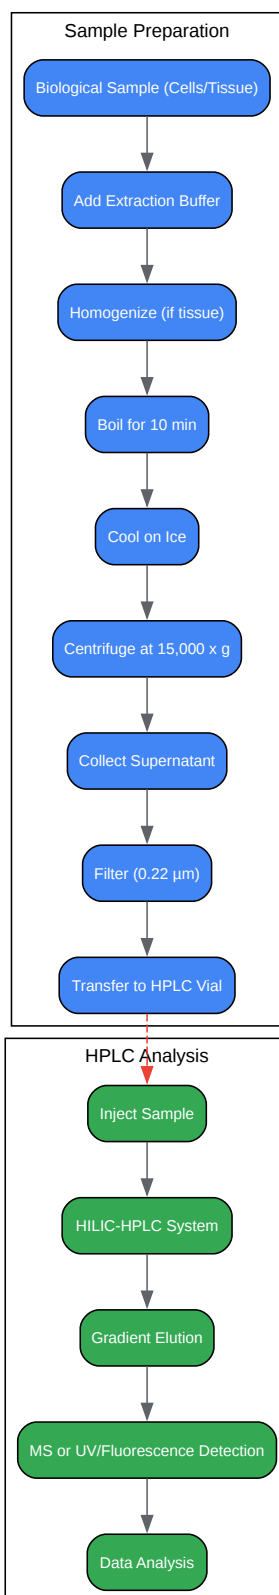 Sample Preparation
Biological Sample (Cells/Tissue)
Add Extraction Buffer
Homogenize (if tissue)
Boil for 10 min
Cool on Ice
Centrifuge at 15,000 x g
Collect Supernatant
Filter (0.22 µm)
Transfer to HPLC Vial
HPLC Analysis
Inject Sample
HILIC-HPLC System
Gradient Elution
MS or UV/Fluorescence Detection
Data Analysis